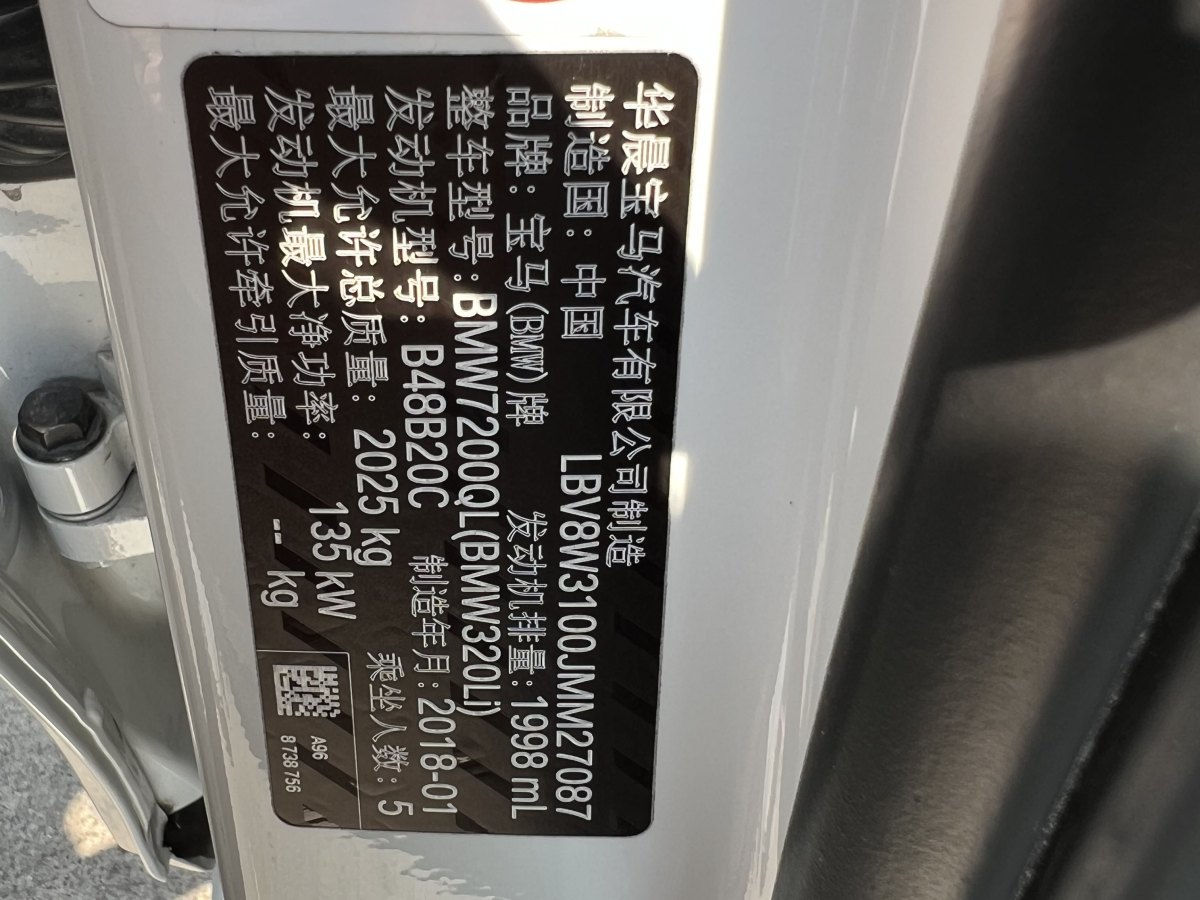 华晨宝马汽车有限公司制造
制造国：中国 LBV8W3100JMM27087
品牌：宝马(BMW)牌 发动机排量：1998 mL
整车型号：BMW7200QL(BMW320Li)
发动机型号：B48B20C 制造年月：2018-01
最大允许总质量：2025 kg 乘坐人数：5
发动机最大净功率：135 kW
最大允许牵引质量：-- kg
A96
8738756